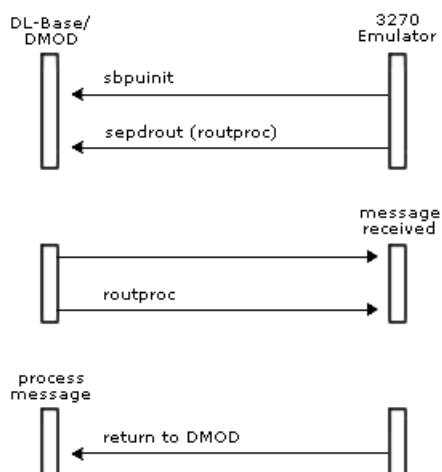 DL-Base/
DMOD
3270
Emulator
sbpuinit
sepdrout (routproc)
message
received
routproc
process
message
return to DMOD